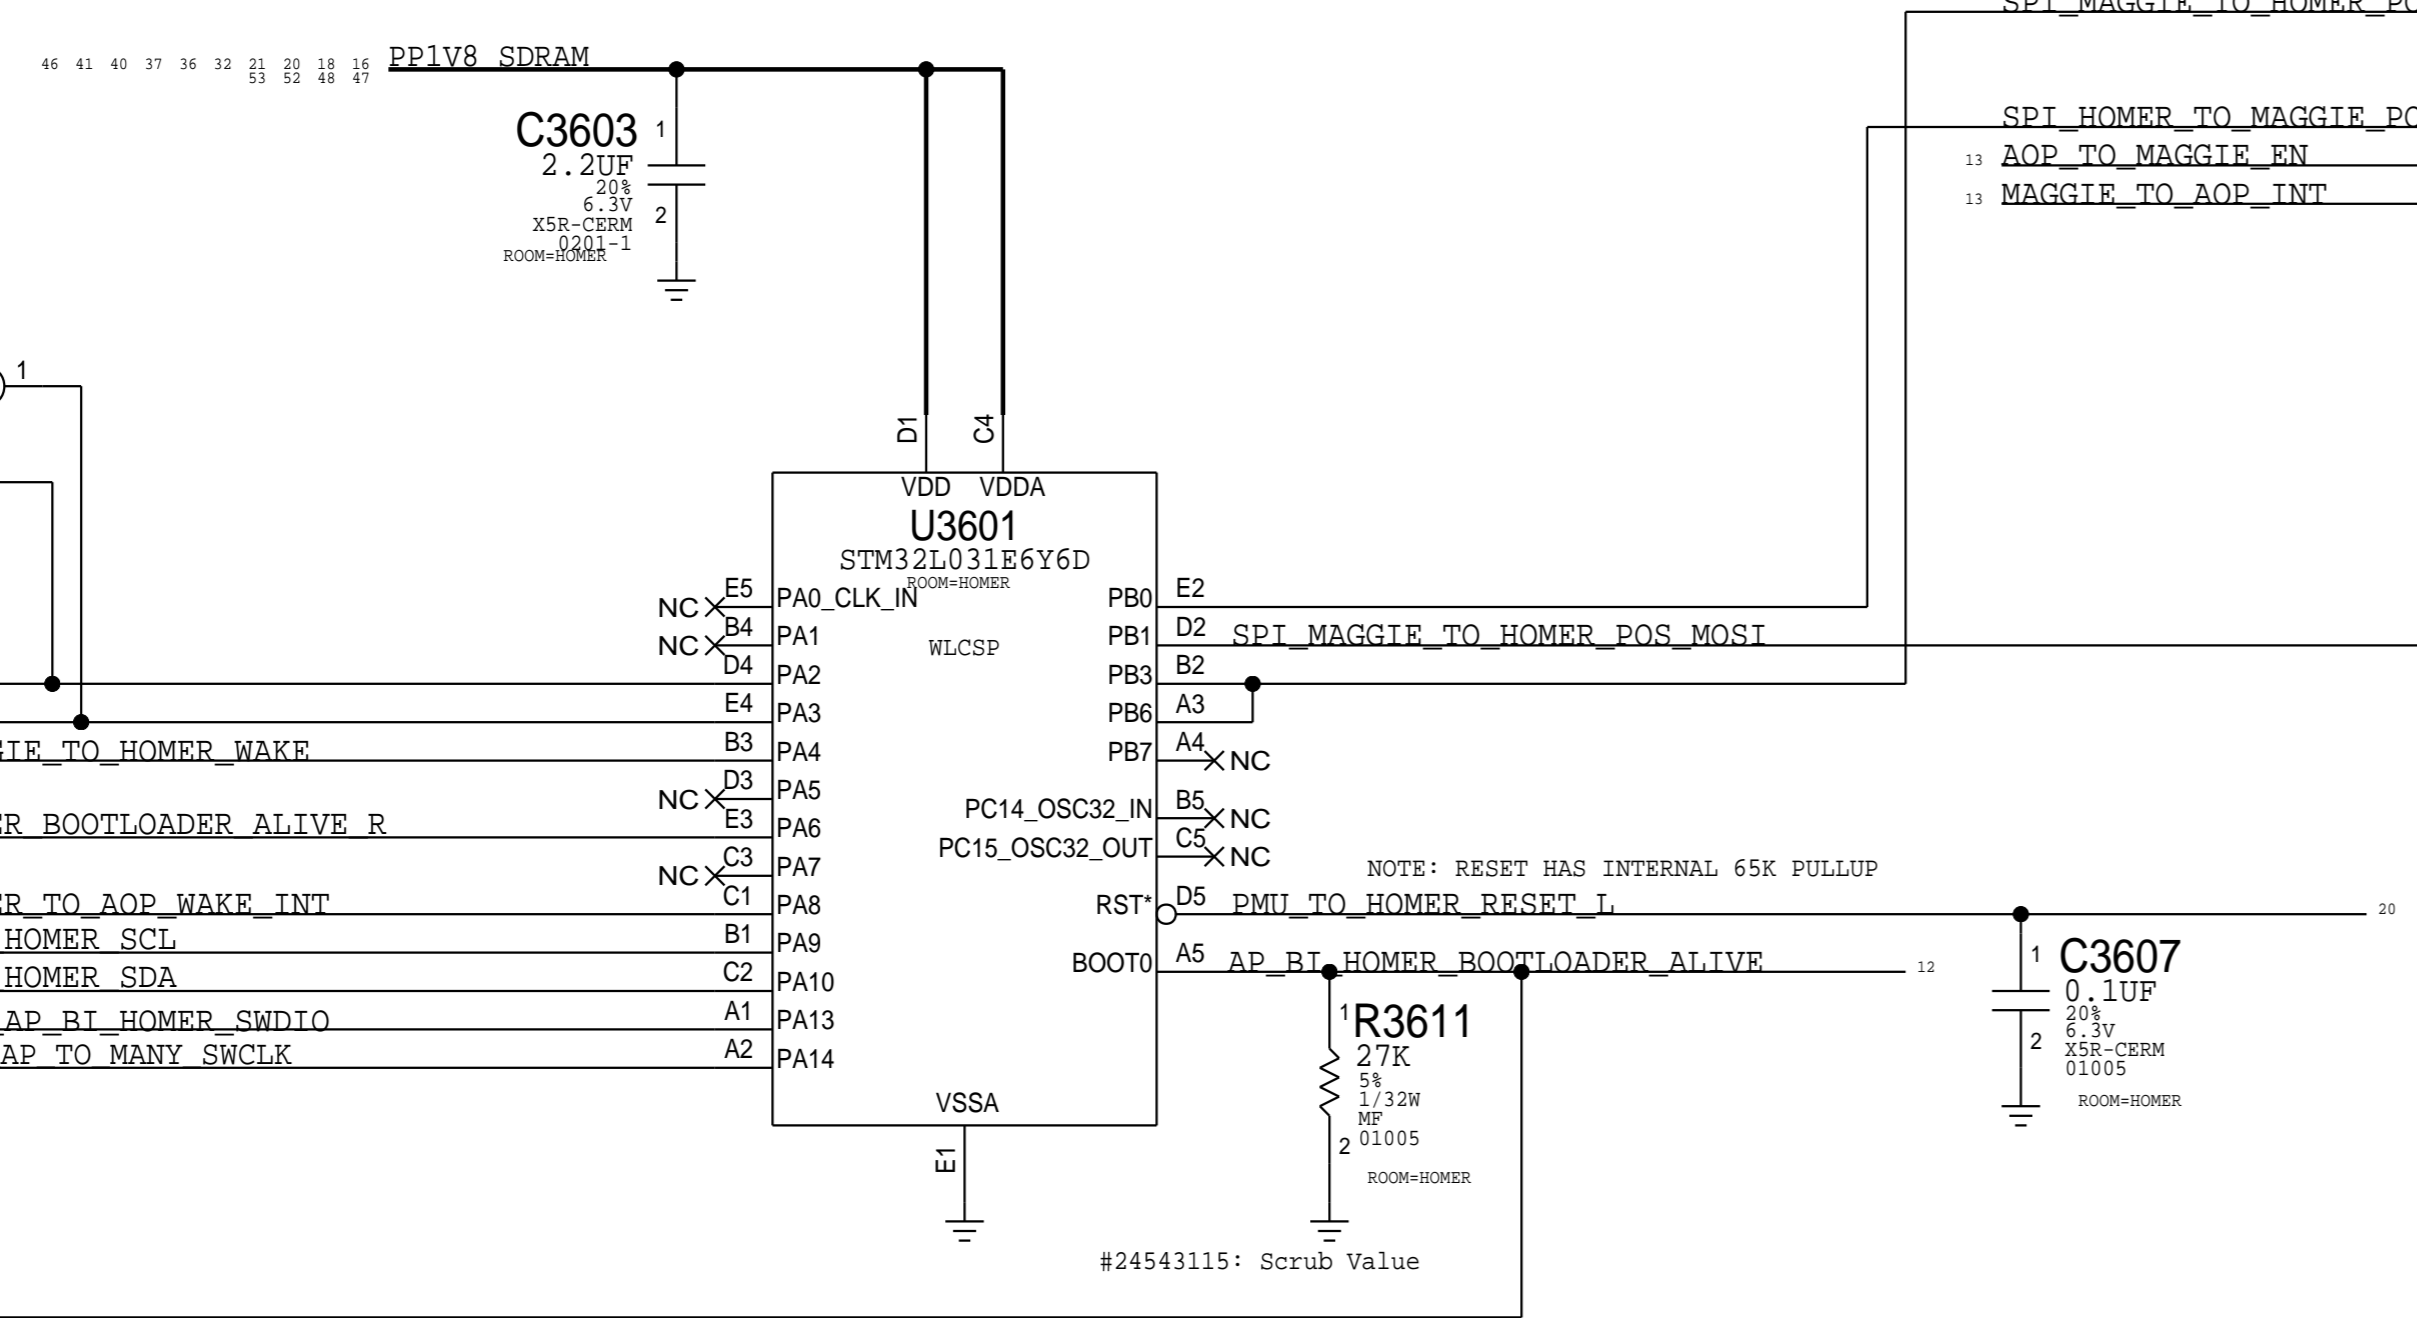 SPI_MAGGIE_TO_HOMER_PO
46 41 40 37 36 32 21 20 18 16
53 52 48 47
PP1V8_SDRAM
C3603
2.2UF
20%
6.3V
X5R-CERM
0201-1
ROOM=HOMER
1
2
SPI_HOMER_TO_MAGGIE_PO
13 AOP_TO_MAGGIE_EN
13 MAGGIE_TO_AOP_INT
1
D1
C4
VDD VDDA
U3601
STM32L031E6Y6D
ROOM=HOMER
WLCSP
NC E5 PA0_CLK_IN
NC B4 PA1
D4 PA2
E4 PA3
GIE_TO_HOMER_WAKE B3 PA4
NC D3 PA5
ER_BOOTLOADER_ALIVE_R E3 PA6
NC C3 PA7
ER_TO_AOP_WAKE_INT C1 PA8
HOMER_SCL B1 PA9
HOMER_SDA C2 PA10
AP_BI_HOMER_SWDIO A1 PA13
AP_TO_MANY_SWCLK A2 PA14
PB0 E2
PB1 D2 SPI_MAGGIE_TO_HOMER_POS_MOSI
PB3 B2
PB6 A3
PB7 A4 NC
PC14_OSC32_IN B5 NC
PC15_OSC32_OUT C5 NC
NOTE: RESET HAS INTERNAL 65K PULLUP
RST* D5 PMU_TO_HOMER_RESET_L 20
BOOT0 A5 AP_BI_HOMER_BOOTLOADER_ALIVE 12
VSSA
E1
1
R3611
27K
5%
1/32W
MF
01005
2
ROOM=HOMER
1
C3607
0.1UF
20%
6.3V
X5R-CERM
01005
2
ROOM=HOMER
#24543115: Scrub Value